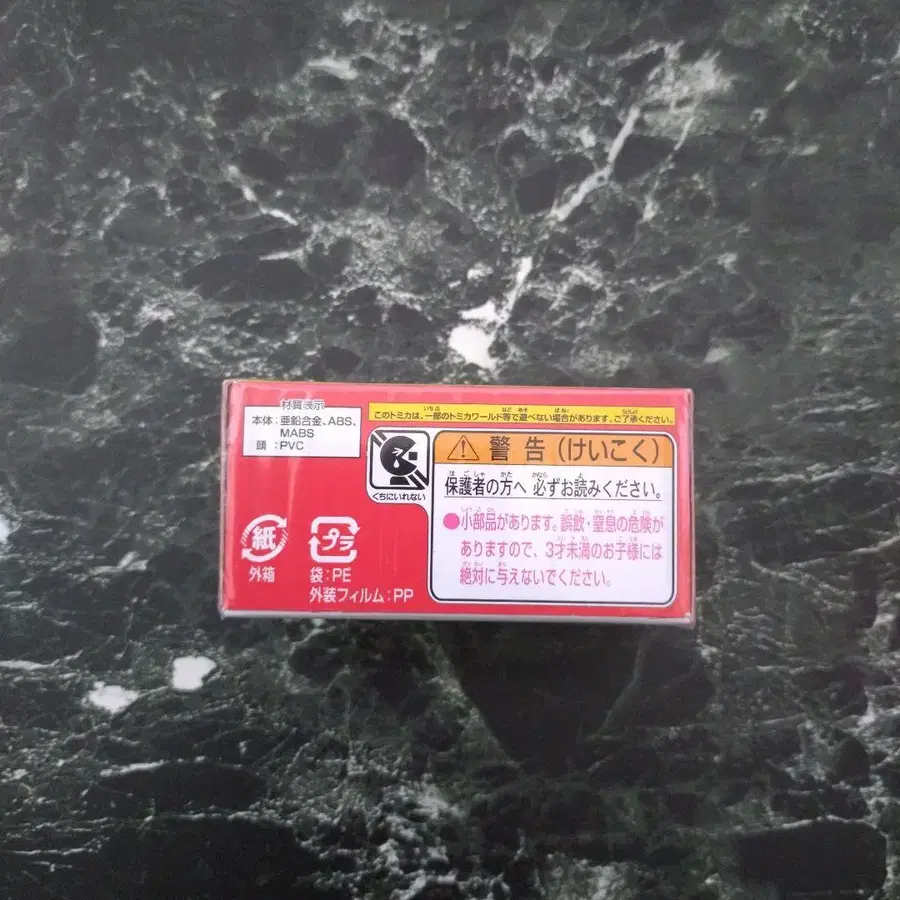 材質表示
本体：亜鉛合金、ABS、
MABS
頭　：PVC
このトミカは、一部のトミカワールド等で遊べない場合があります。ご了承ください。
くちにいれない
警告（けいこく）
保護者の方へ 必ずお読みください。
●小部品があります。誤飲・窒息の危険が
ありますので、3才未満のお子様には
絶対に与えないでください。
紙
外箱
プラ
袋：PE
外装フィルム：PP